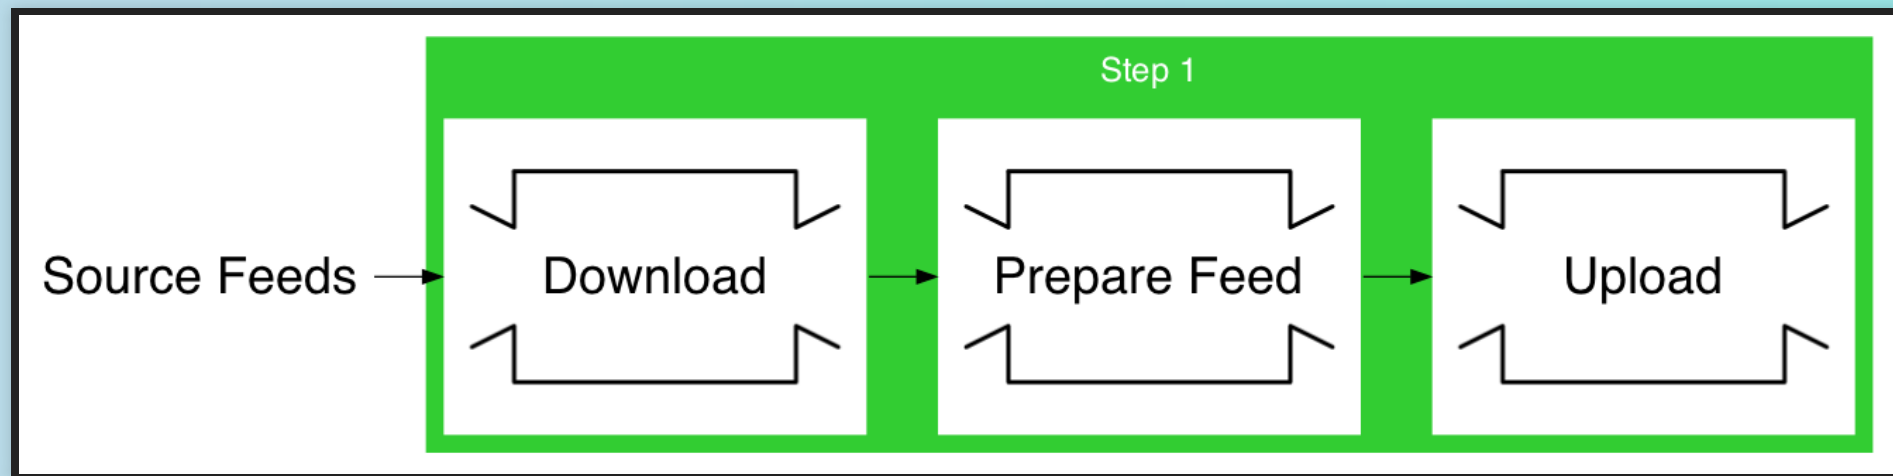 Step 1
Source Feeds
Download
Prepare Feed
Upload